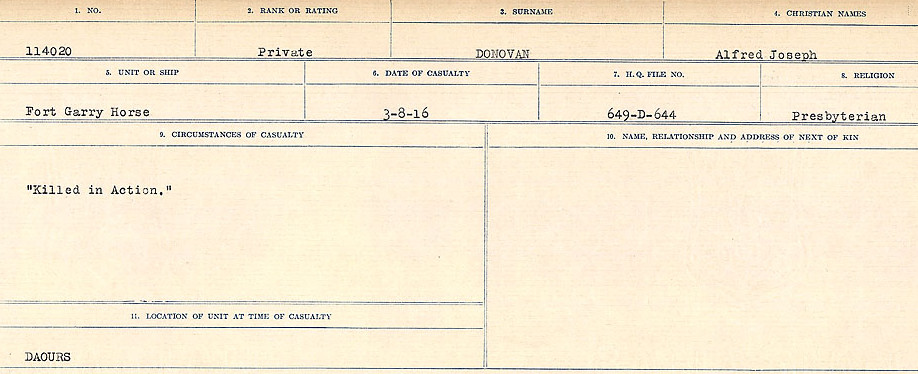 1. NO. 2. RANK OR RATING 3. SURNAME 4. CHRISTIAN NAMES
114020 Private DONOVAN Alfred Joseph
5. UNIT OR SHIP 6. DATE OF CASUALTY 7. H.Q. FILE NO. 8. RELIGION
Fort Garry Horse 3-8-16 649-D-644 Presbyterian
9. CIRCUMSTANCES OF CASUALTY 10. NAME, RELATIONSHIP AND ADDRESS OF NEXT OF KIN
"Killed in Action."
11. LOCATION OF UNIT AT TIME OF CASUALTY
DAOURS